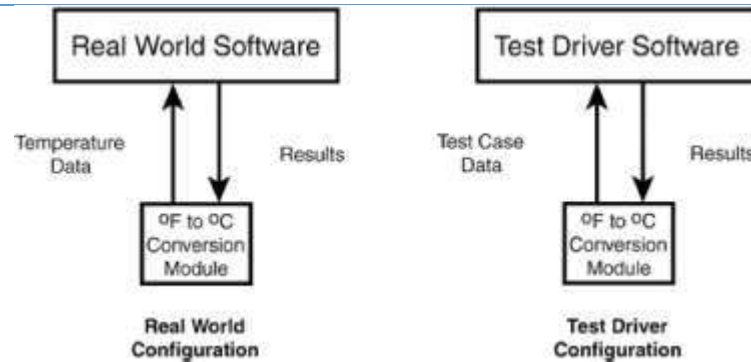 Real World Software
Temperature
Data
Results
ºF to ºC
Conversion
Module
Real World
Configuration
Test Driver Software
Test Case
Data
Results
ºF to ºC
Conversion
Module
Test Driver
Configuration